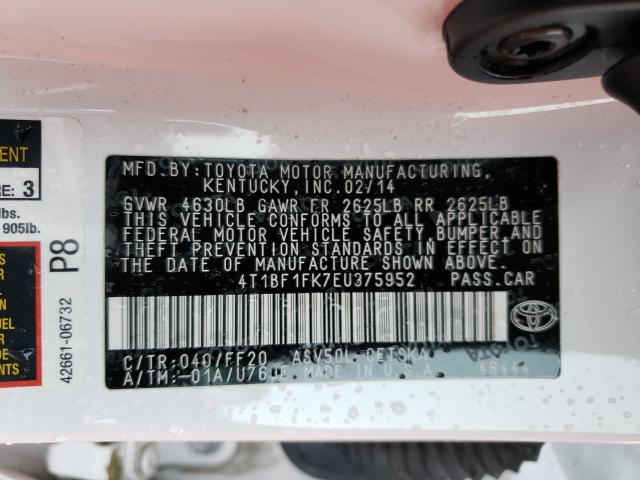 MFD.BY:TOYOTA MOTOR MANUFACTURING,
KENTUCKY, INC.02/14
GVWR 4630LB GAWR FR 2625LB RR 2625LB
THIS VEHICLE CONFORMS TO ALL APPLICABLE
FEDERAL MOTOR VEHICLE SAFETY, BUMPER, AND
THEFT PREVENTION STANDARDS IN EFFECT ON
THE DATE OF MANUFACTURE SHOWN ABOVE.
4T1BF1FK7EU375952 PASS.CAR
C/TR:040/FF20 ASV50L-CETSKA
A/TM:-01A/U760E MADE IN U.S.A
ENT
RE: 3
lbs.
905lb.
P8
42661-06732